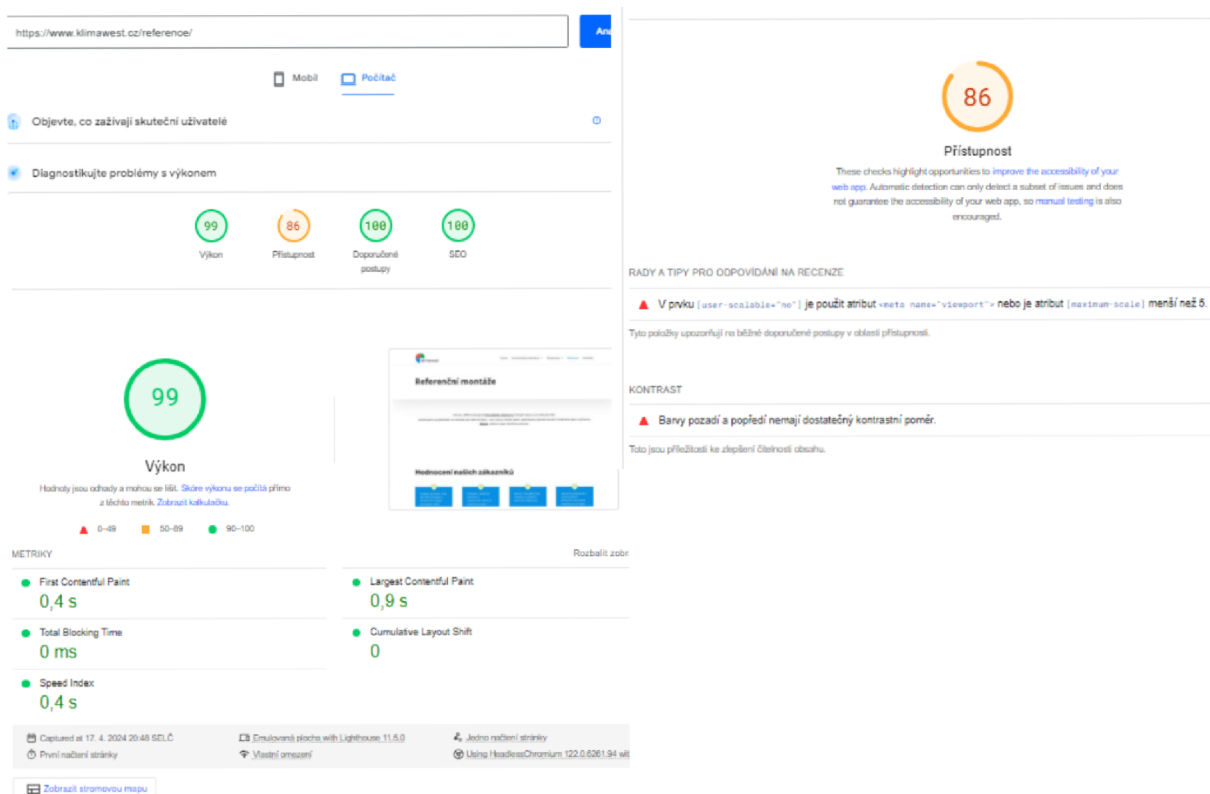 https://www.klimawest.cz/reference/
Ana
Mobil
Počítač
Objevte, co zažívají skuteční uživatelé
Diagnostikujte problémy s výkonem
99
86
100
100
Výkon
Přístupnost
Doporučené
postupy
SEO
99
Výkon
Hodnoty jsou odhady a mohou se lišit. Skóre výkonu se počítá přímo
z těchto metrik. Zobrazit kalkulačku.
0–49
50–89
90–100
Referenční montáže
Hodnocení našich zákazníků
METRIKY
Rozbalit zobr
First Contentful Paint
0,4 s
Largest Contentful Paint
0,9 s
Total Blocking Time
0 ms
Cumulative Layout Shift
0
Speed Index
0,4 s
Captured at 17. 4. 2024 20:48 SELČ
Emulovaná plocha with Lighthouse 11.5.0
Jedno načtení stránky
První načtení stránky
Vlastní omezení
Using HeadlessChromium 122.0.6261.94 wit
Zobrazit stromovou mapu
86
Přístupnost
These checks highlight opportunities to improve the accessibility of your
web app. Automatic detection can only detect a subset of issues and does
not guarantee the accessibility of your web app, so manual testing is also
encouraged.
RADY A TIPY PRO ODPOVÍDÁNÍ NA RECENZE
V prvku [user-scalable="no"] je použit atribut <meta name="viewport"> nebo je atribut [maximum-scale] menší než 5.
Tyto položky upozorňují na běžné doporučené postupy v oblasti přístupnosti.
KONTRAST
Barvy pozadí a popředí nemají dostatečný kontrastní poměr.
Toto jsou příležitosti ke zlepšení čitelnosti obsahu.